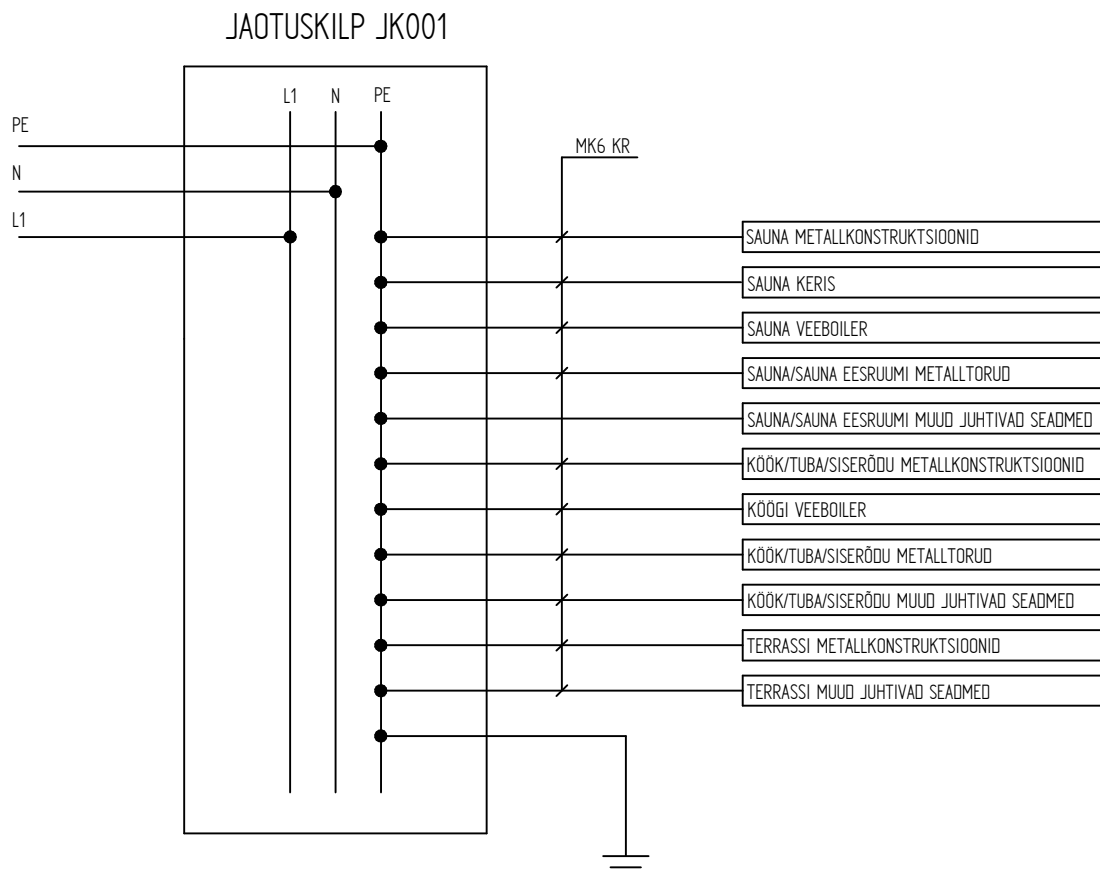 JAOTUSKILP JK001
L1 N PE
PE
N
L1
MK6 KR
SAUNA METALLKONSTRUKTSIOONID
SAUNA KERIS
SAUNA VEEBOILER
SAUNA/SAUNA EESRUUMI METALLTORUD
SAUNA/SAUNA EESRUUMI MUUD JUHTIVAD SEADMED
KÖÖK/TUBA/SISERÕDU METALLKONSTRUKTSIOONID
KÖÖGI VEEBOILER
KÖÖK/TUBA/SISERÕDU METALLTORUD
KÖÖK/TUBA/SISERÕDU MUUD JUHTIVAD SEADMED
TERRASSI METALLKONSTRUKTSIOONID
TERRASSI MUUD JUHTIVAD SEADMED